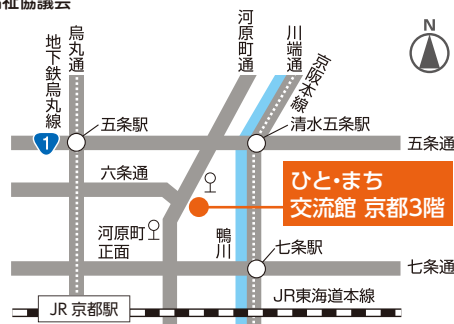 祉協議会
烏丸通
地下鉄烏丸線
河原町通
川端通
京阪本線
N
1
五条駅
清水五条駅
五条通
六条通
ひと・まち
交流館 京都3階
河原町
正面
鴨川
七条駅
七条通
JR東海道本線
JR 京都駅